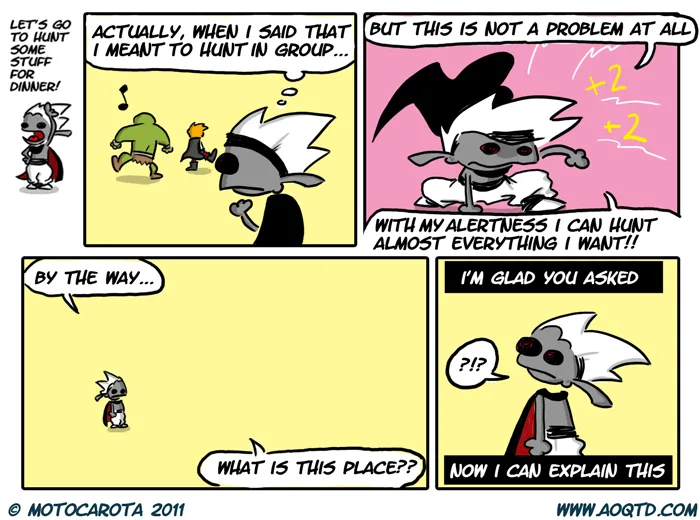 LET'S GO
TO HUNT
SOME
STUFF
FOR
DINNER!
ACTUALLY, WHEN I SAID THAT
I MEANT TO HUNT IN GROUP...
BUT THIS IS NOT A PROBLEM AT ALL
+2
+2
WITH MY ALERTNESS I CAN HUNT
ALMOST EVERYTHING I WANT!!
BY THE WAY...
WHAT IS THIS PLACE??
I'M GLAD YOU ASKED
?!?
NOW I CAN EXPLAIN THIS
© MOTOCAROTA 2011
WWW.AOQTD.COM